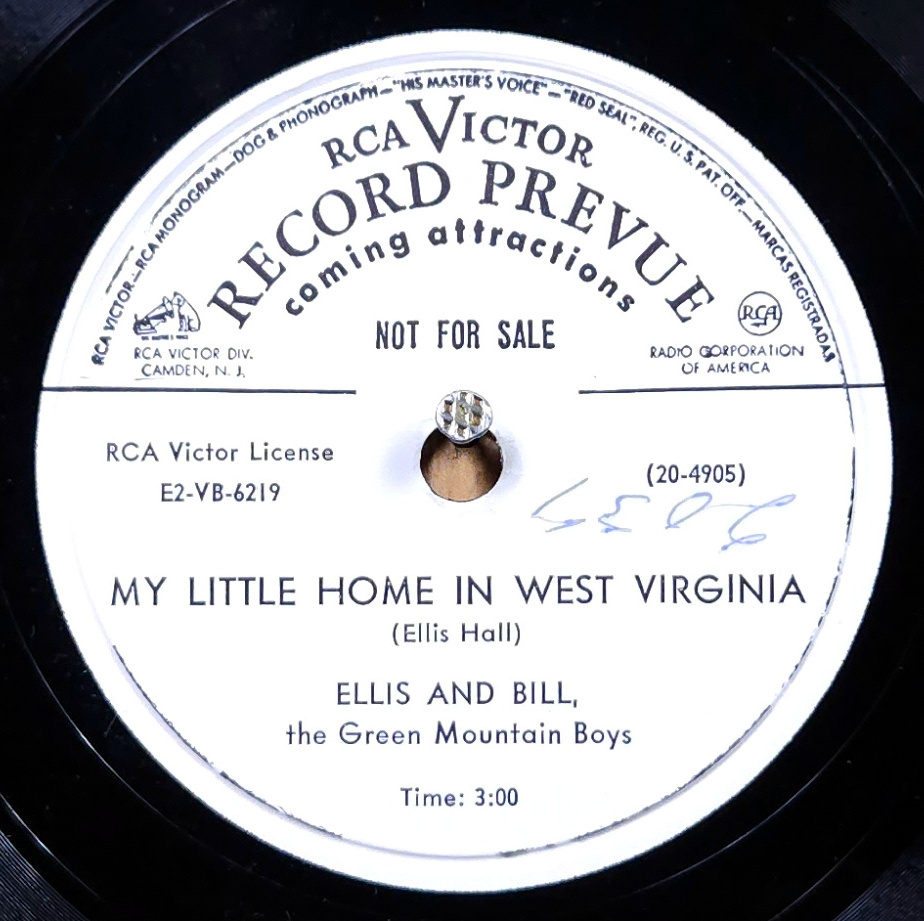 RCA VICTOR—RCA MONOGRAM—DOG & PHONOGRAPH—"HIS MASTER'S VOICE"—"RED SEAL", REG. U.S. PAT. OFF.—MARCAS REGISTRADAS
RCA VICTOR
RECORD PREVUE
coming attractions
NOT FOR SALE
RCA VICTOR DIV.
CAMDEN, N. J.
RCA
RADIO CORPORATION
OF AMERICA
RCA Victor License
E2-VB-6219
(20-4905)
MY LITTLE HOME IN WEST VIRGINIA
(Ellis Hall)
ELLIS AND BILL,
the Green Mountain Boys
Time: 3:00